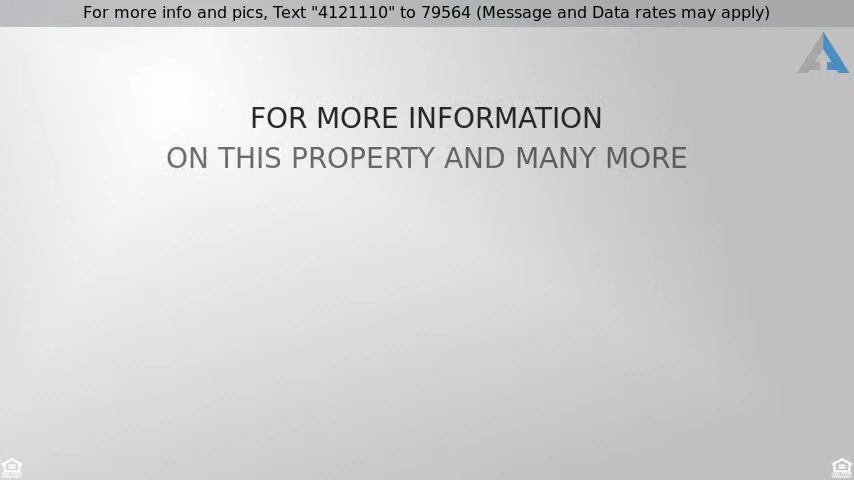 For more info and pics, Text "4121110" to 79564 (Message and Data rates may apply)
FOR MORE INFORMATION
ON THIS PROPERTY AND MANY MORE